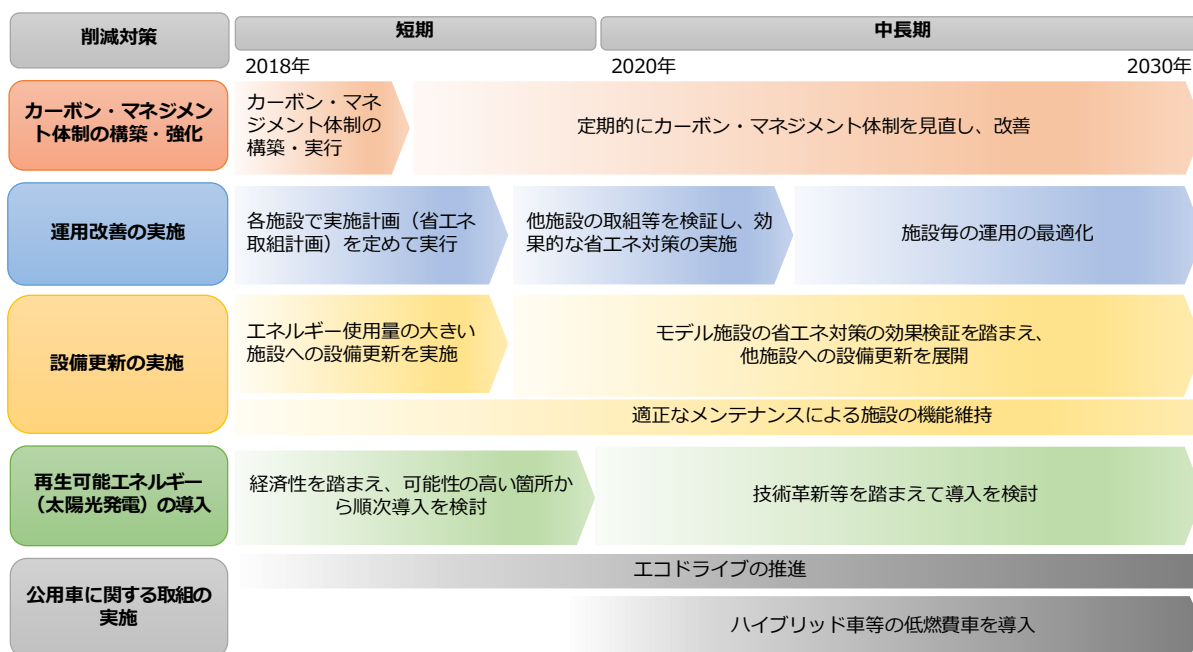 削減対策
短期
中長期
2018年
2020年
2030年
カーボン・マネジメン
ト体制の構築・強化
カーボン・マネ
ジメント体制の
構築・実行
定期的にカーボン・マネジメント体制を見直し、改善
運用改善の実施
各施設で実施計画（省エネ
取組計画）を定めて実行
他施設の取組等を検証し、効
果的な省エネ対策の実施
施設毎の運用の最適化
設備更新の実施
エネルギー使用量の大きい
施設への設備更新を実施
モデル施設の省エネ対策の効果検証を踏まえ、
他施設への設備更新を展開
適正なメンテナンスによる施設の機能維持
再生可能エネルギー
（太陽光発電）の導入
経済性を踏まえ、可能性の高い箇所か
ら順次導入を検討
技術革新等を踏まえて導入を検討
公用車に関する取組の
実施
エコドライブの推進
ハイブリッド車等の低燃費車を導入